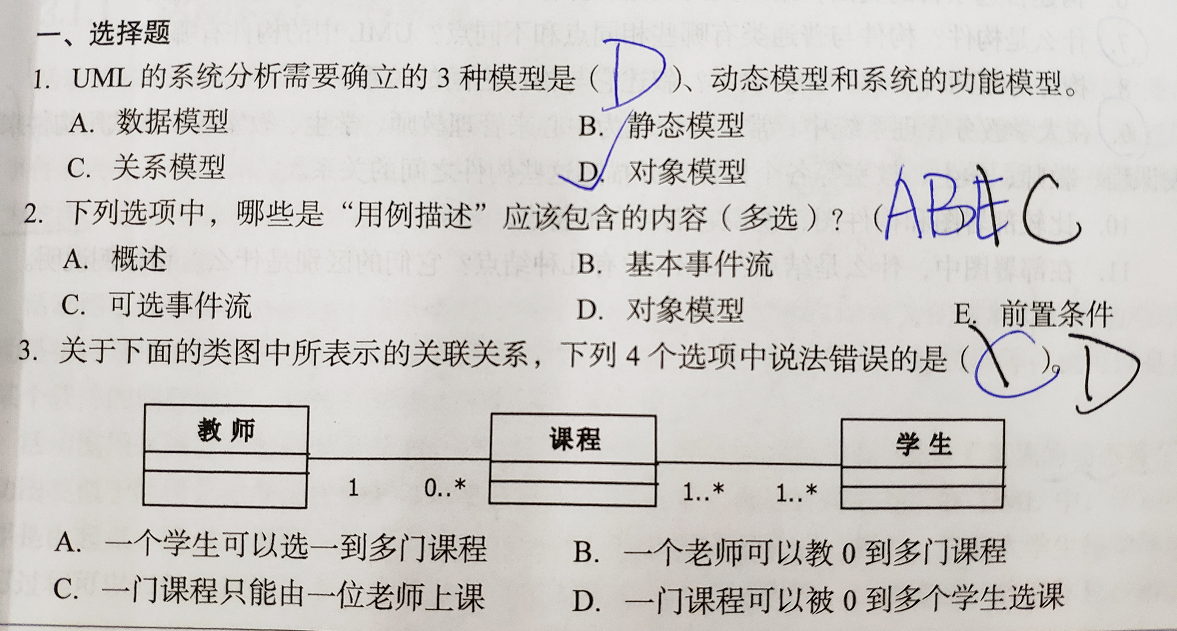 一、选择题
1. UML 的系统分析需要确立的 3 种模型是（ D ）、动态模型和系统的功能模型。
A. 数据模型 B. 静态模型
C. 关系模型 D. 对象模型
2. 下列选项中，哪些是“用例描述”应该包含的内容（多选）？（ABEC
A. 概述 B. 基本事件流
C. 可选事件流 D. 对象模型 E. 前置条件
3. 关于下面的类图中所表示的关联关系，下列 4 个选项中说法错误的是（ C ）。D
教师 课程 学生
1 0..* 1..* 1..*
A. 一个学生可以选一到多门课程 B. 一个老师可以教 0 到多门课程
C. 一门课程只能由一位老师上课 D. 一门课程可以被 0 到多个学生选课